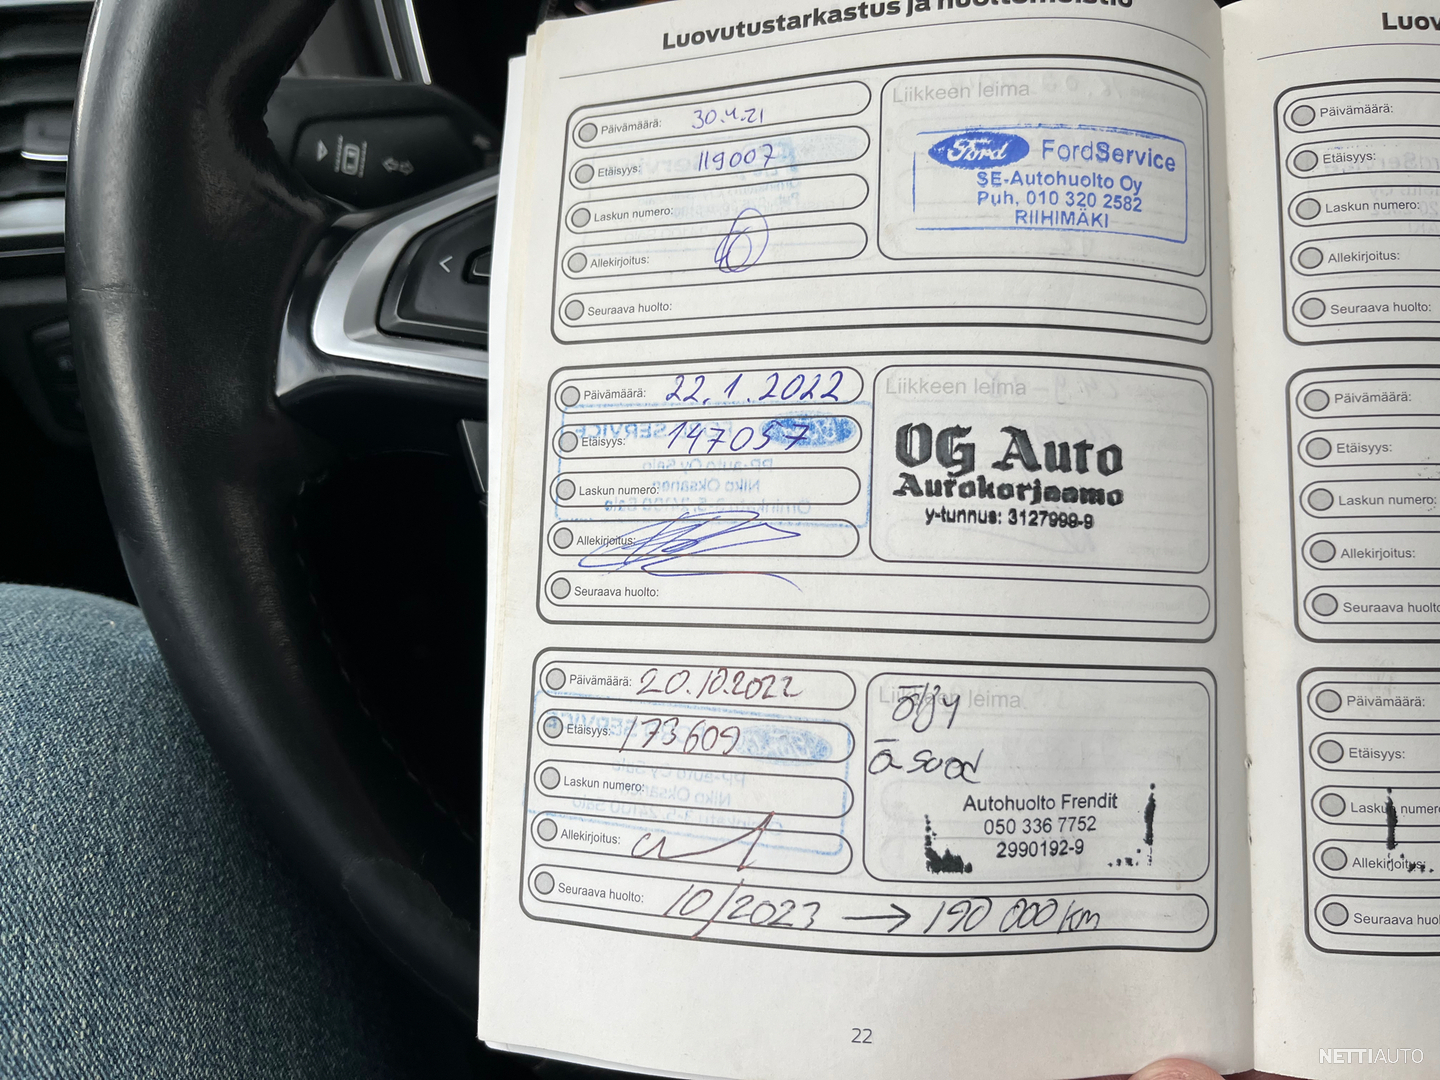 Luovutustarkastus ja huoltomuistio
Päivämäärä: 30.4.21
Etäisyys: 119007
Laskun numero:
Allekirjoitus:
Seuraava huolto:
Liikkeen leima
Ford FordService
SE-Autohuolto Oy
Puh. 010 320 2582
RIIHIMÄKI
Päivämäärä: 22.1.2022
Etäisyys: 147057
Laskun numero:
Allekirjoitus:
Seuraava huolto:
Liikkeen leima
OG Auto
Autokorjaamo
y-tunnus: 3127999-9
Päivämäärä: 20.10.2022
Etäisyys: 173609
Laskun numero:
Allekirjoitus:
Seuraava huolto: 10/2023 → 190 000 km
Liikkeen leima
öljy
Autohuolto Frendit
050 336 7752
2990192-9
22
Luov
Päivämäärä:
Etäisyys:
Laskun numero:
Allekirjoitus:
Seuraava huolto:
Päivämäärä:
Etäisyys:
Laskun numero:
Allekirjoitus:
Seuraava huolto
Päivämäärä:
Etäisyys:
Laskun numero
Allekirjoitus:
Seuraava huolto
NETTIAUTO